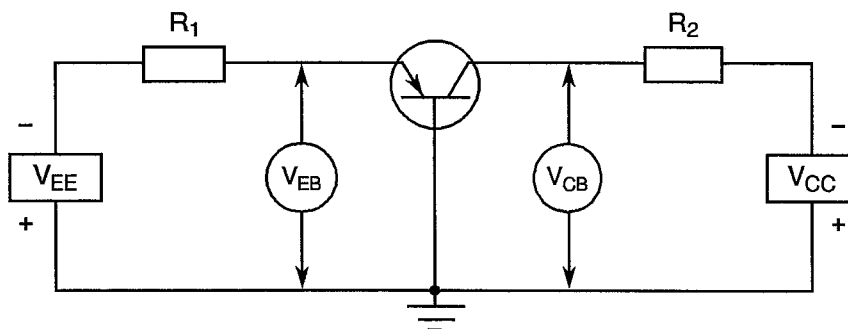 R1 R2
− −
VEE VEB VCB VCC
+ +